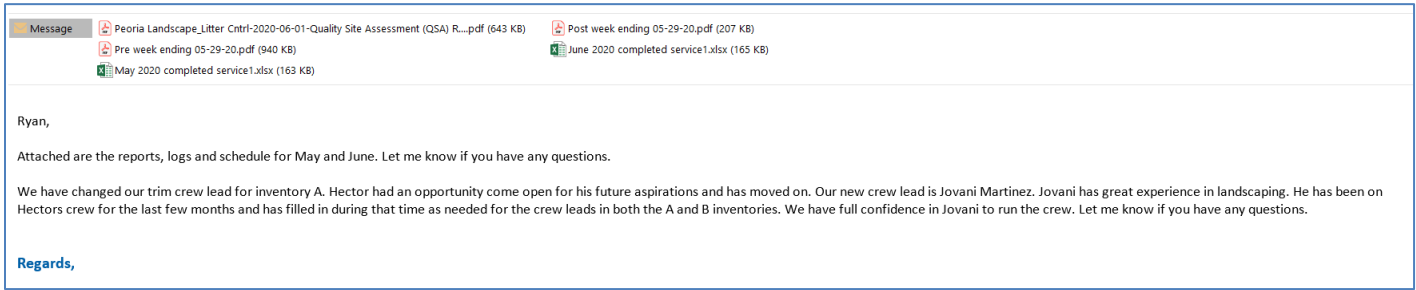 Message
Peoria Landscape_Litter Cntrl-2020-06-01-Quality Site Assessment (QSA) R....pdf (643 KB)
Post week ending 05-29-20.pdf (207 KB)
Pre week ending 05-29-20.pdf (940 KB)
June 2020 completed service1.xlsx (165 KB)
May 2020 completed service1.xlsx (163 KB)
Ryan,
Attached are the reports, logs and schedule for May and June. Let me know if you have any questions.
We have changed our trim crew lead for inventory A. Hector had an opportunity come open for his future aspirations and has moved on. Our new crew lead is Jovani Martinez. Jovani has great experience in landscaping. He has been on
Hectors crew for the last few months and has filled in during that time as needed for the crew leads in both the A and B inventories. We have full confidence in Jovani to run the crew. Let me know if you have any questions.
Regards,